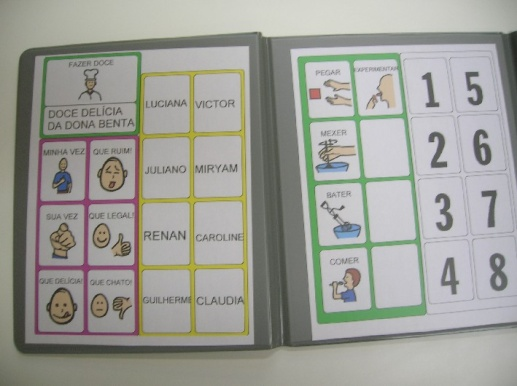 FAZER DOCE
DOCE DELÍCIA
DA DONA BENTA
LUCIANA
VICTOR
MINHA VEZ
QUE RUIM!
JULIANO
MIRYAM
SUA VEZ
QUE LEGAL!
RENAN
CAROLINE
QUE DELÍCIA!
QUE CHATO!
GUILHERME
CLAUDIA
PEGAR
EXPERIMENTAR
1
5
MEXER
2
6
BATER
3
7
COMER
4
8